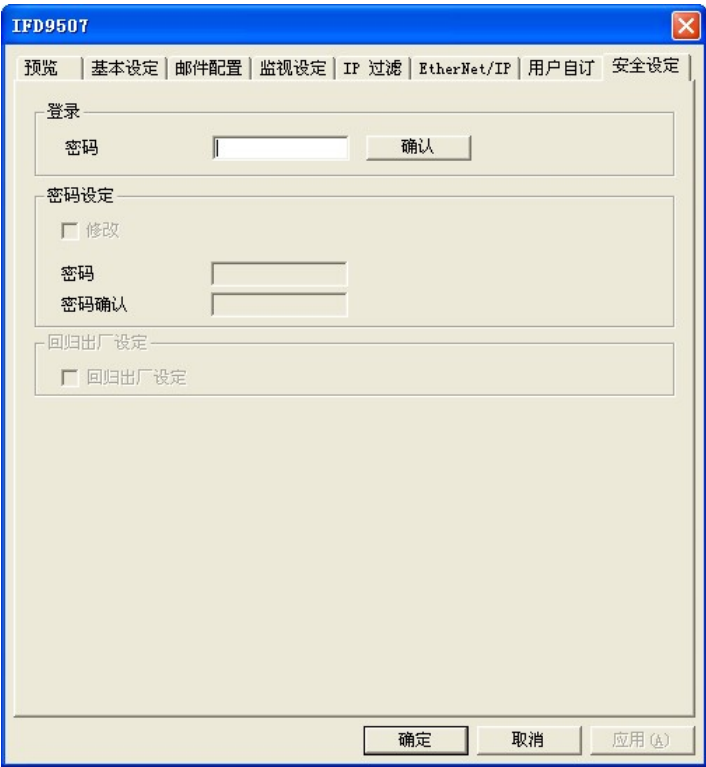 IFD9507
预览 基本设定 邮件配置 监视设定 IP 过滤 EtherNet/IP 用户自订 安全设定
登录
密码 确认
密码设定
修改
密码
密码确认
回归出厂设定
回归出厂设定
确定 取消 应用(A)